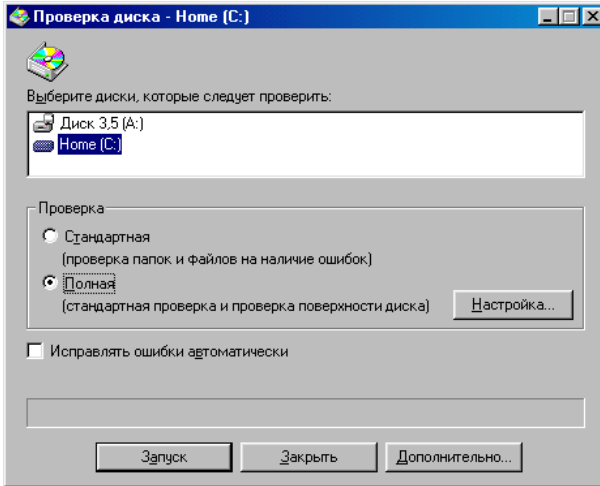 Проверка диска - Home (C:)
Выберите диски, которые следует проверить:
Диск 3,5 (A:)
Home (C:)
Проверка
Стандартная
(проверка папок и файлов на наличие ошибок)
Полная
(стандартная проверка и проверка поверхности диска)
Настройка...
Исправлять ошибки автоматически
Запуск
Закрыть
Дополнительно...